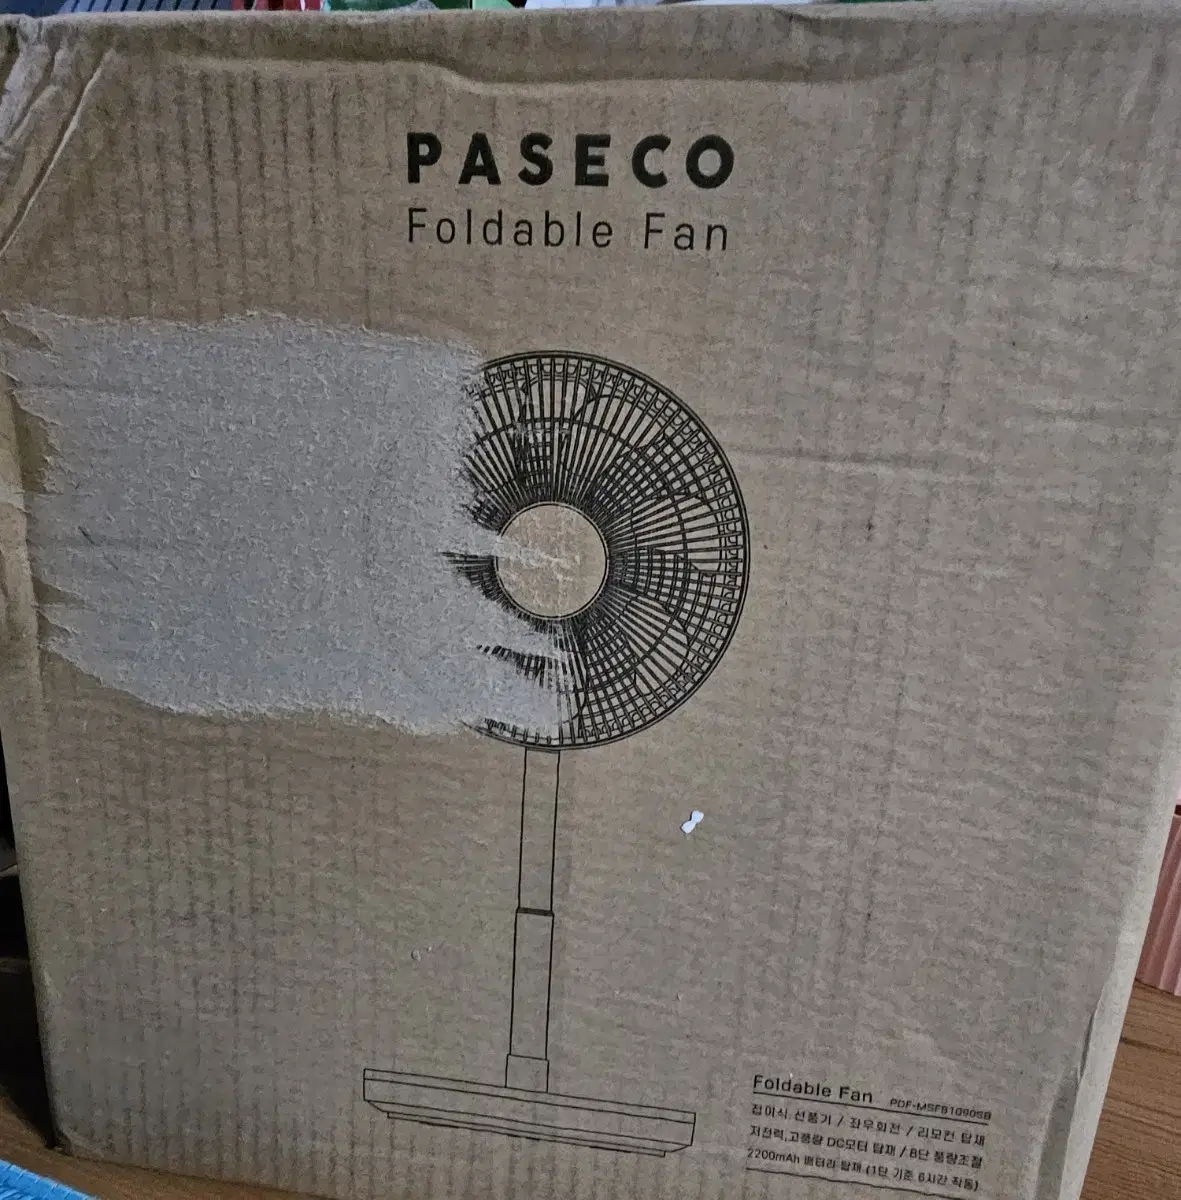 PASECO
Foldable Fan
Foldable Fan PDF-MSFB1090SB
접이식 선풍기 / 좌우회전 / 리모컨 탑재
저전력,고풍량 DC모터 탑재 / 8단 풍량조절
2200mAh 배터리 탑재 (1단 기준 6시간 작동)